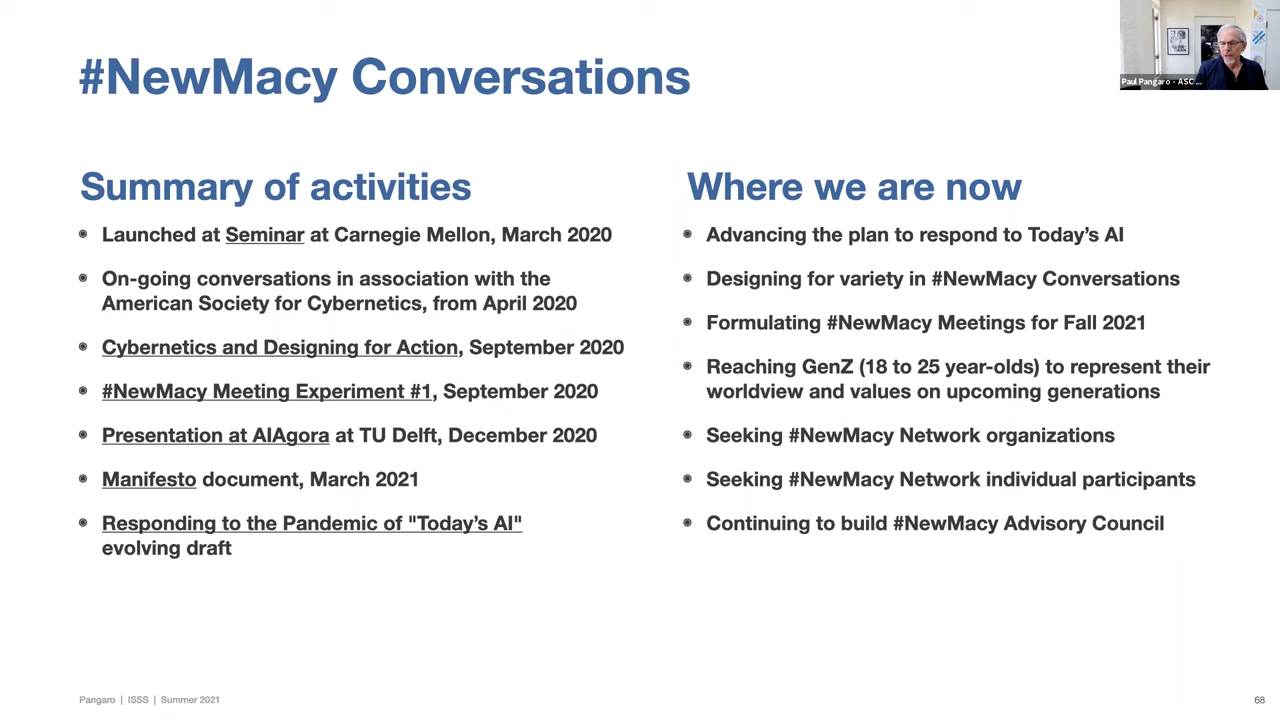 #NewMacy Conversations
Paul Pangaro - ASC ...
Summary of activities
Launched at Seminar at Carnegie Mellon, March 2020
On-going conversations in association with the
American Society for Cybernetics, from April 2020
Cybernetics and Designing for Action, September 2020
#NewMacy Meeting Experiment #1, September 2020
Presentation at AIAgora at TU Delft, December 2020
Manifesto document, March 2021
Responding to the Pandemic of "Today’s AI"
evolving draft
Where we are now
Advancing the plan to respond to Today’s AI
Designing for variety in #NewMacy Conversations
Formulating #NewMacy Meetings for Fall 2021
Reaching GenZ (18 to 25 year-olds) to represent their
worldview and values on upcoming generations
Seeking #NewMacy Network organizations
Seeking #NewMacy Network individual participants
Continuing to build #NewMacy Advisory Council
Pangaro | ISSS | Summer 2021
68